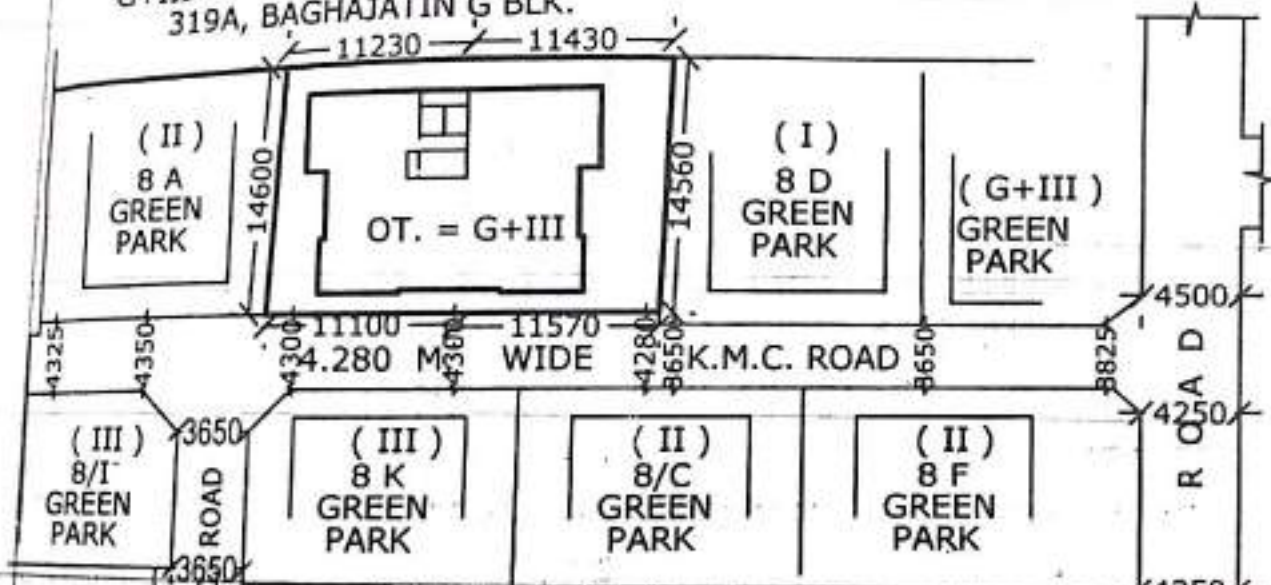 319A, BAGHAJATIN G BLK.
11230
11430
( II )
8 A
GREEN
PARK
14600
OT. = G+III
14560
( I )
8 D
GREEN
PARK
( G+III )
GREEN
PARK
4500
11100
11570
4325
4350
4300
4280
3650
3650
3825
4.280 M. WIDE K.M.C. ROAD
4250
ROAD
( III )
8/I
GREEN
PARK
3650
ROAD
3650
( III )
8 K
GREEN
PARK
( II )
8/C
GREEN
PARK
( II )
8 F
GREEN
PARK